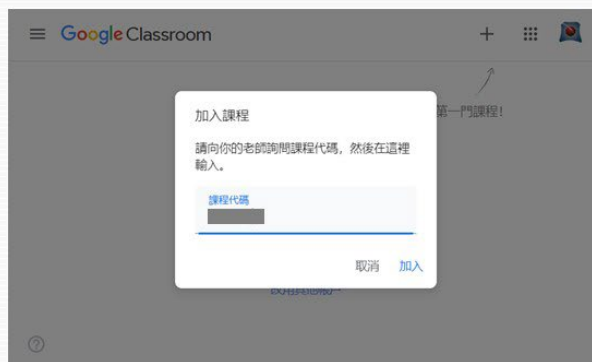 Google Classroom
第一門課程!
加入課程
請向你的老師詢問課程代碼，然後在這裡
輸入。
課程代碼
取消 加入